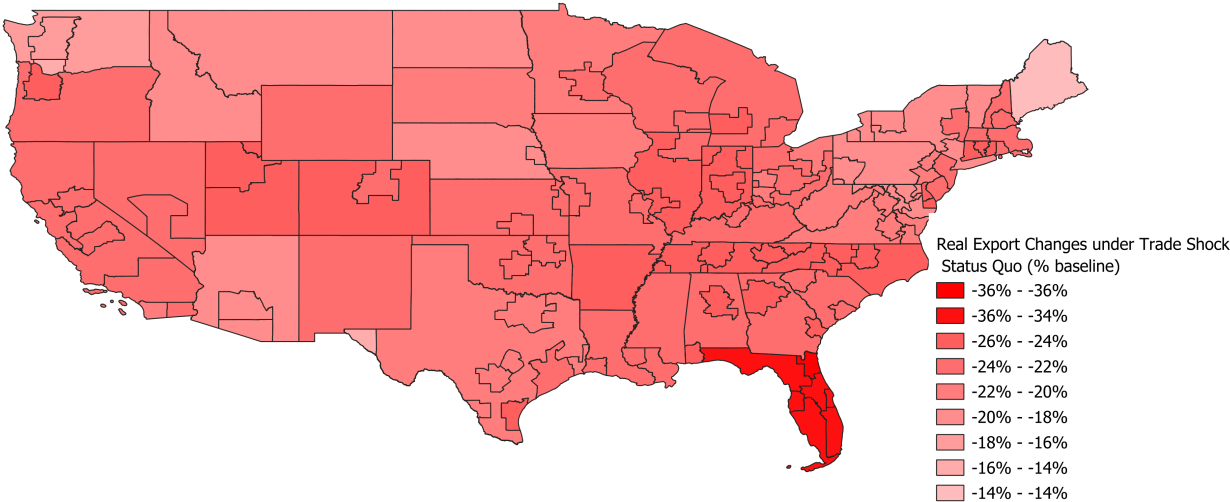 Real Export Changes under Trade Shock
Status Quo (% baseline)
-36% - -36%
-36% - -34%
-26% - -24%
-24% - -22%
-22% - -20%
-20% - -18%
-18% - -16%
-16% - -14%
-14% - -14%